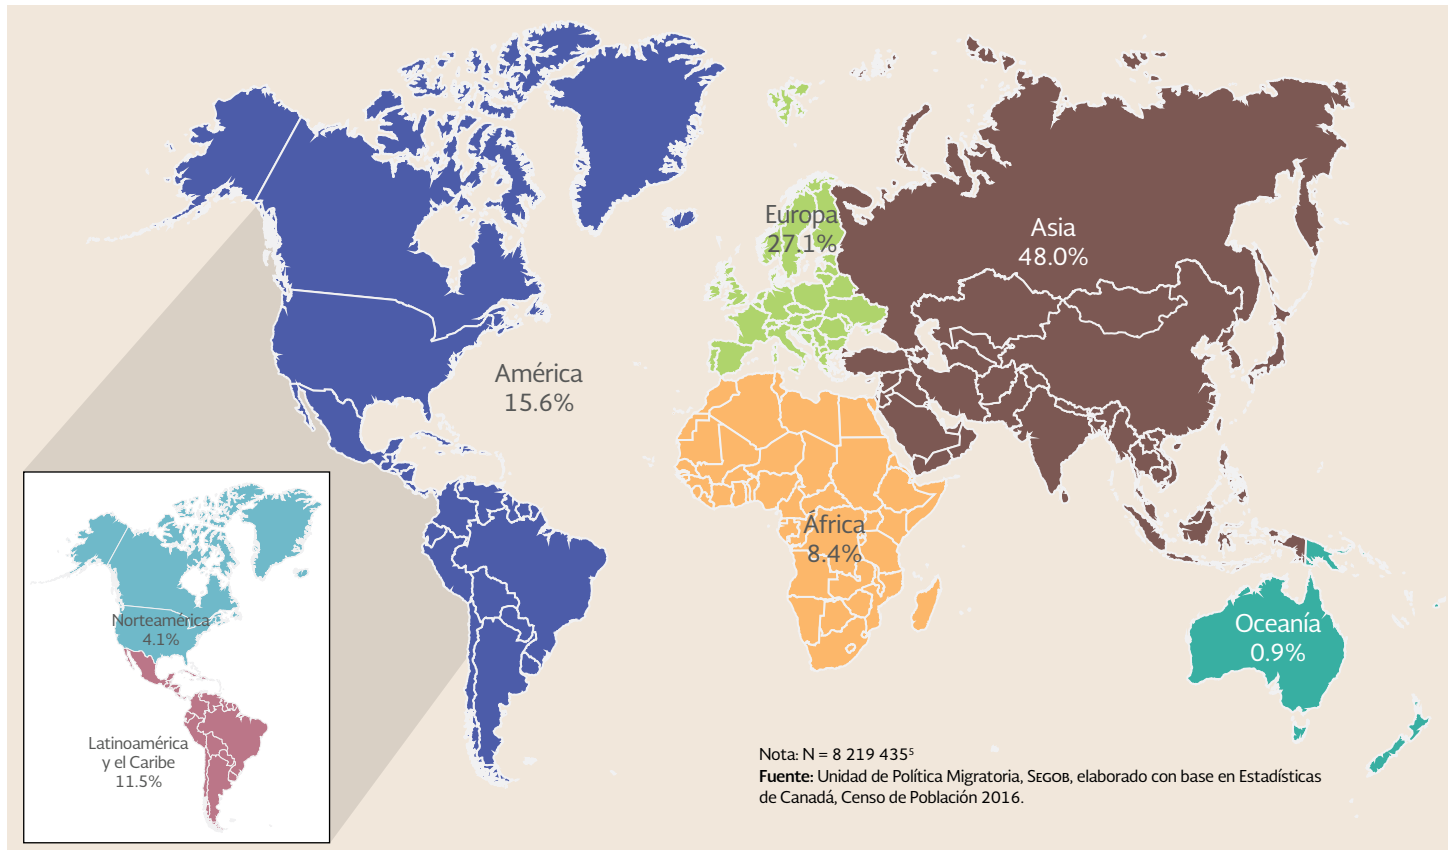 Europa
27.1%
Asia
48.0%
América
15.6%
África
8.4%
Oceanía
0.9%
Norteamérica
4.1%
Latinoamérica
y el Caribe
11.5%
Nota: N = 8 219 435⁵
Fuente: Unidad de Política Migratoria, SEGOB, elaborado con base en Estadísticas
de Canadá, Censo de Población 2016.